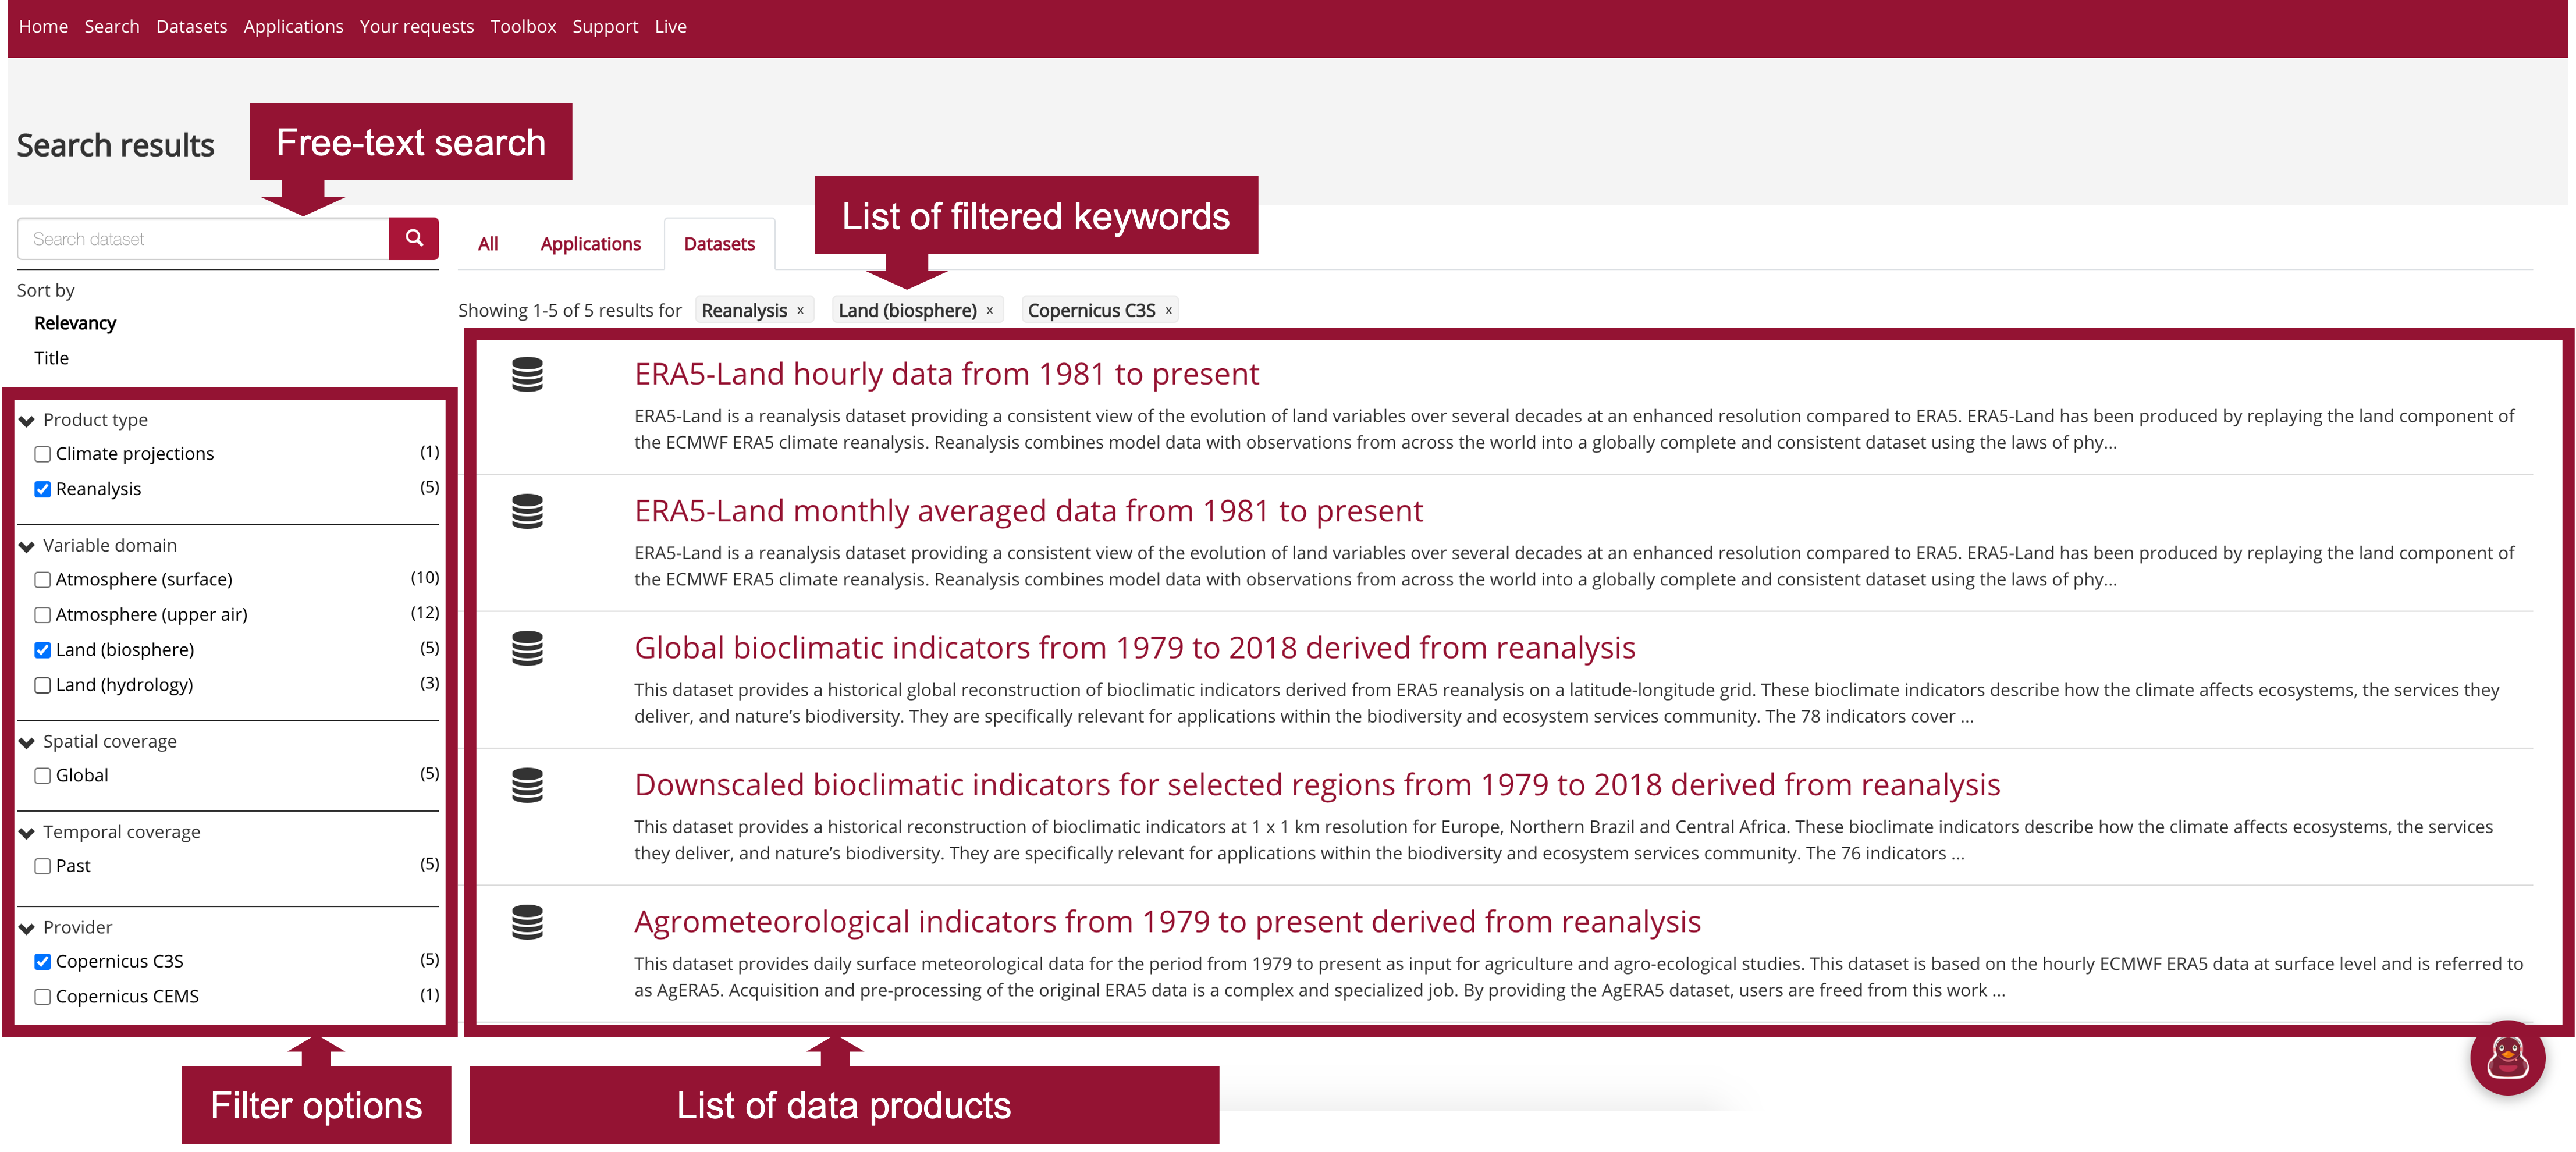 Home Search Datasets Applications Your requests Toolbox Support Live
Search results
Free-text search
List of filtered keywords
Search dataset
All Applications Datasets
Sort by
Relevancy
Title
Showing 1-5 of 5 results for Reanalysis x Land (biosphere) x Copernicus C3S x
Product type
Climate projections (1)
Reanalysis (5)
Variable domain
Atmosphere (surface) (10)
Atmosphere (upper air) (12)
Land (biosphere) (5)
Land (hydrology) (3)
Spatial coverage
Global (5)
Temporal coverage
Past (5)
Provider
Copernicus C3S (5)
Copernicus CEMS (1)
Filter options
ERA5-Land hourly data from 1981 to present
ERA5-Land is a reanalysis dataset providing a consistent view of the evolution of land variables over several decades at an enhanced resolution compared to ERA5. ERA5-Land has been produced by replaying the land component of
the ECMWF ERA5 climate reanalysis. Reanalysis combines model data with observations from across the world into a globally complete and consistent dataset using the laws of phy...
ERA5-Land monthly averaged data from 1981 to present
ERA5-Land is a reanalysis dataset providing a consistent view of the evolution of land variables over several decades at an enhanced resolution compared to ERA5. ERA5-Land has been produced by replaying the land component of
the ECMWF ERA5 climate reanalysis. Reanalysis combines model data with observations from across the world into a globally complete and consistent dataset using the laws of phy...
Global bioclimatic indicators from 1979 to 2018 derived from reanalysis
This dataset provides a historical global reconstruction of bioclimatic indicators derived from ERA5 reanalysis on a latitude-longitude grid. These bioclimate indicators describe how the climate affects ecosystems, the services they
deliver, and nature’s biodiversity. They are specifically relevant for applications within the biodiversity and ecosystem services community. The 78 indicators cover ...
Downscaled bioclimatic indicators for selected regions from 1979 to 2018 derived from reanalysis
This dataset provides a historical reconstruction of bioclimatic indicators at 1 x 1 km resolution for Europe, Northern Brazil and Central Africa. These bioclimate indicators describe how the climate affects ecosystems, the services
they deliver, and nature’s biodiversity. They are specifically relevant for applications within the biodiversity and ecosystem services community. The 76 indicators ...
Agrometeorological indicators from 1979 to present derived from reanalysis
This dataset provides daily surface meteorological data for the period from 1979 to present as input for agriculture and agro-ecological studies. This dataset is based on the hourly ECMWF ERA5 data at surface level and is referred to
as AgERA5. Acquisition and pre-processing of the original ERA5 data is a complex and specialized job. By providing the AgERA5 dataset, users are freed from this work ...
List of data products